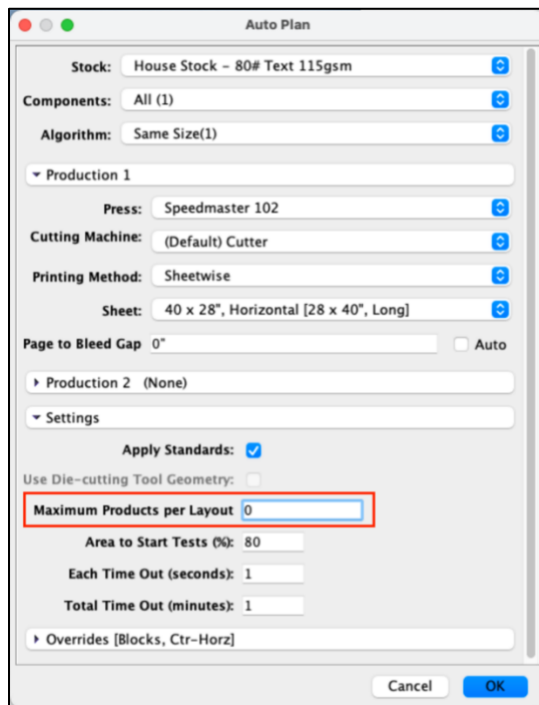 Auto Plan
Stock: House Stock – 80# Text 115gsm
Components: All (1)
Algorithm: Same Size(1)
Production 1
Press: Speedmaster 102
Cutting Machine: (Default) Cutter
Printing Method: Sheetwise
Sheet: 40 x 28", Horizontal [28 x 40", Long]
Page to Bleed Gap 0" Auto
Production 2 (None)
Settings
Apply Standards:
Use Die-cutting Tool Geometry:
Maximum Products per Layout 0
Area to Start Tests (%): 80
Each Time Out (seconds): 1
Total Time Out (minutes): 1
Overrides [Blocks, Ctr-Horz]
Cancel OK